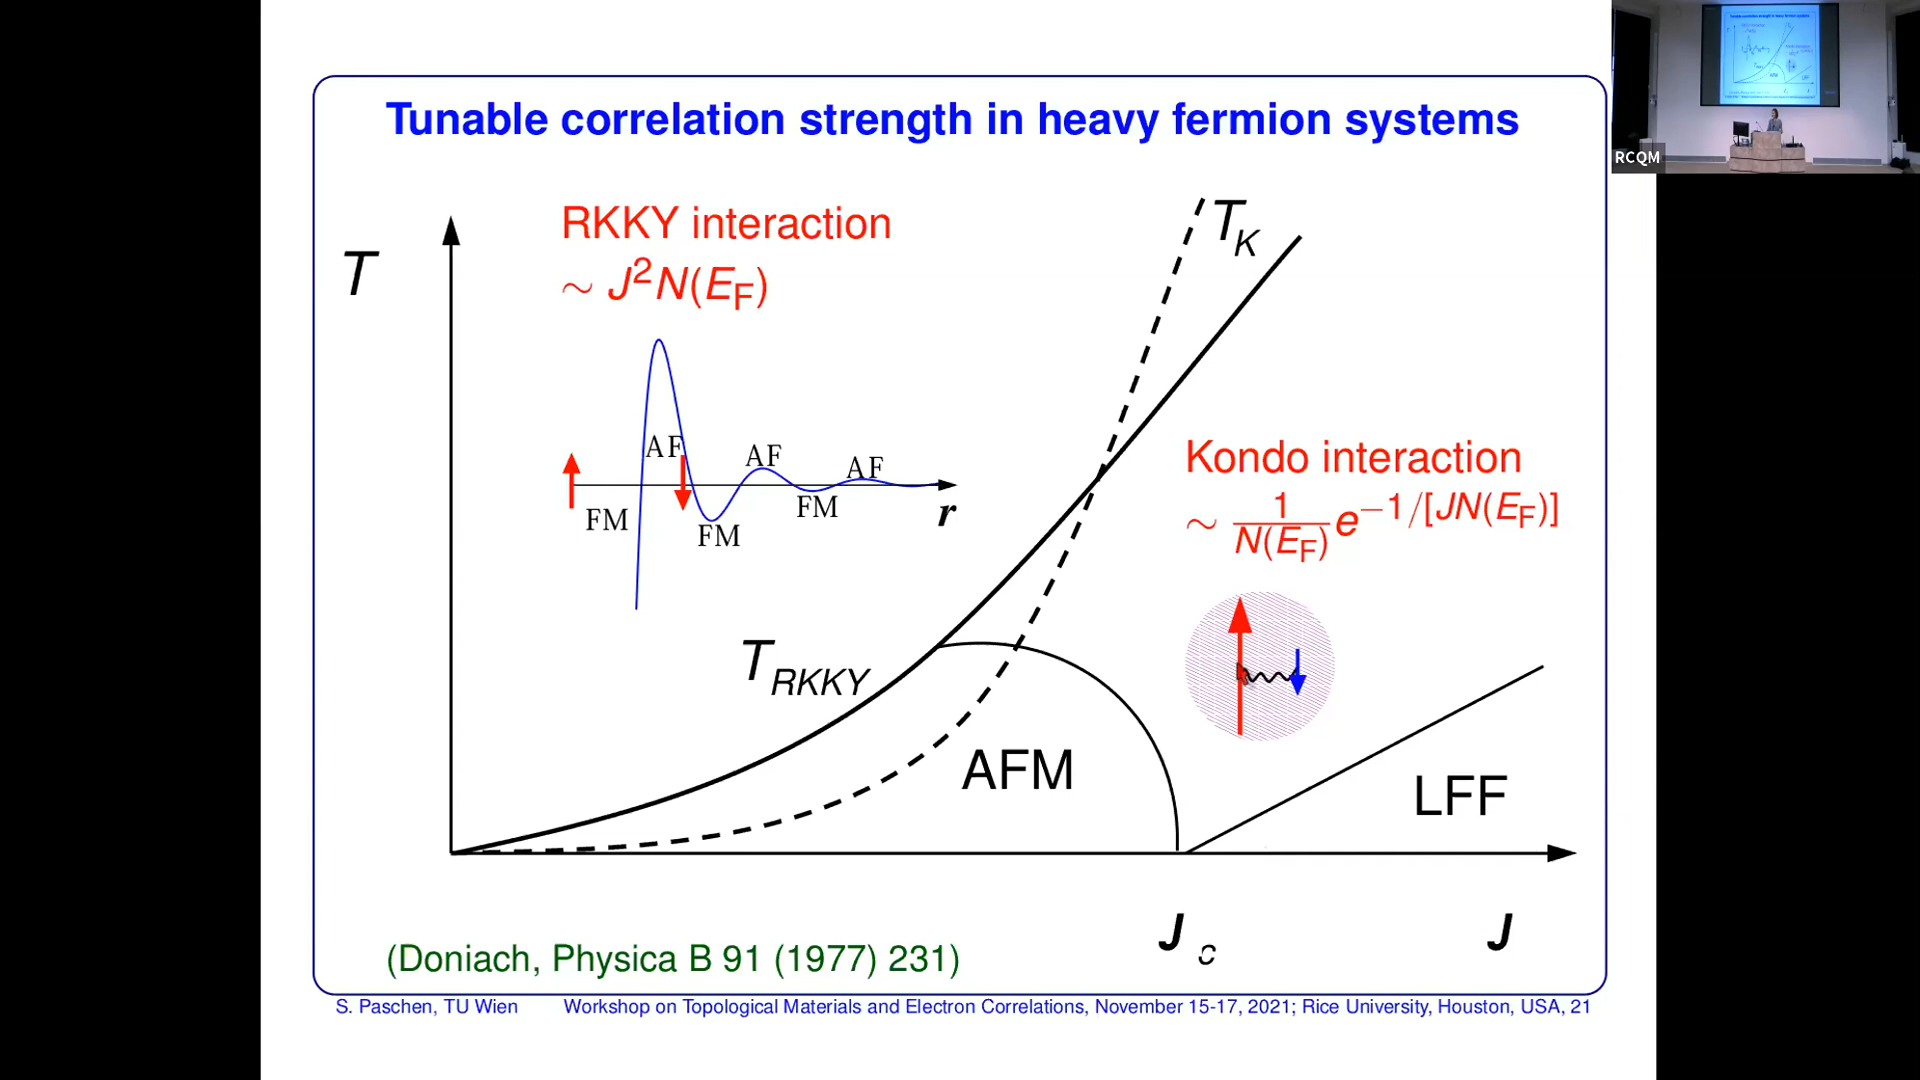 Tunable correlation strength in heavy fermion systems
RCQM
T
RKKY interaction
∼ J²N(E_F)
T_K
AF
AF
AF
FM
FM
FM
r
Kondo interaction
∼ 1/N(E_F) e^{−1/[JN(E_F)]}
T_RKKY
AFM
LFF
J_c
J
(Doniach, Physica B 91 (1977) 231)
S. Paschen, TU Wien Workshop on Topological Materials and Electron Correlations, November 15-17, 2021; Rice University, Houston, USA, 21